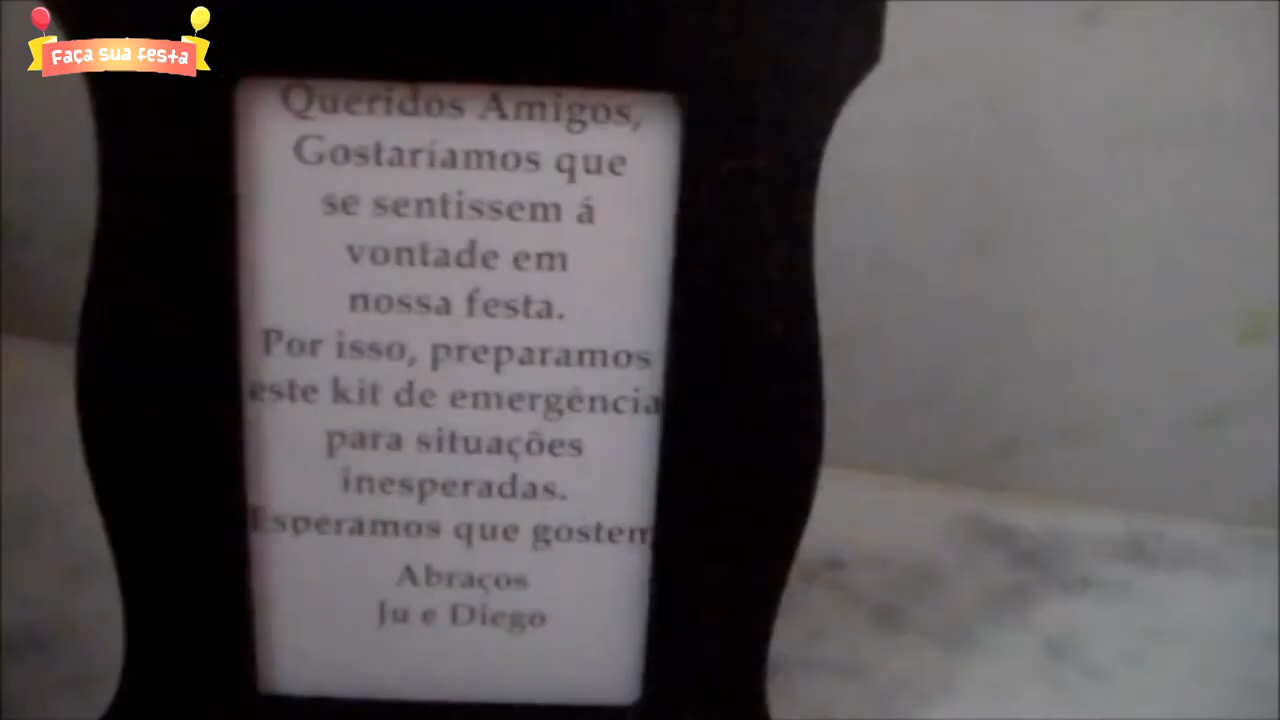 Faça sua festa
Queridos Amigos,
Gostaríamos que
se sentissem á
vontade em
nossa festa.
Por isso, preparamos
este kit de emergência
para situações
inesperadas.
Esperamos que gostem
Abraços
Ju e Diego